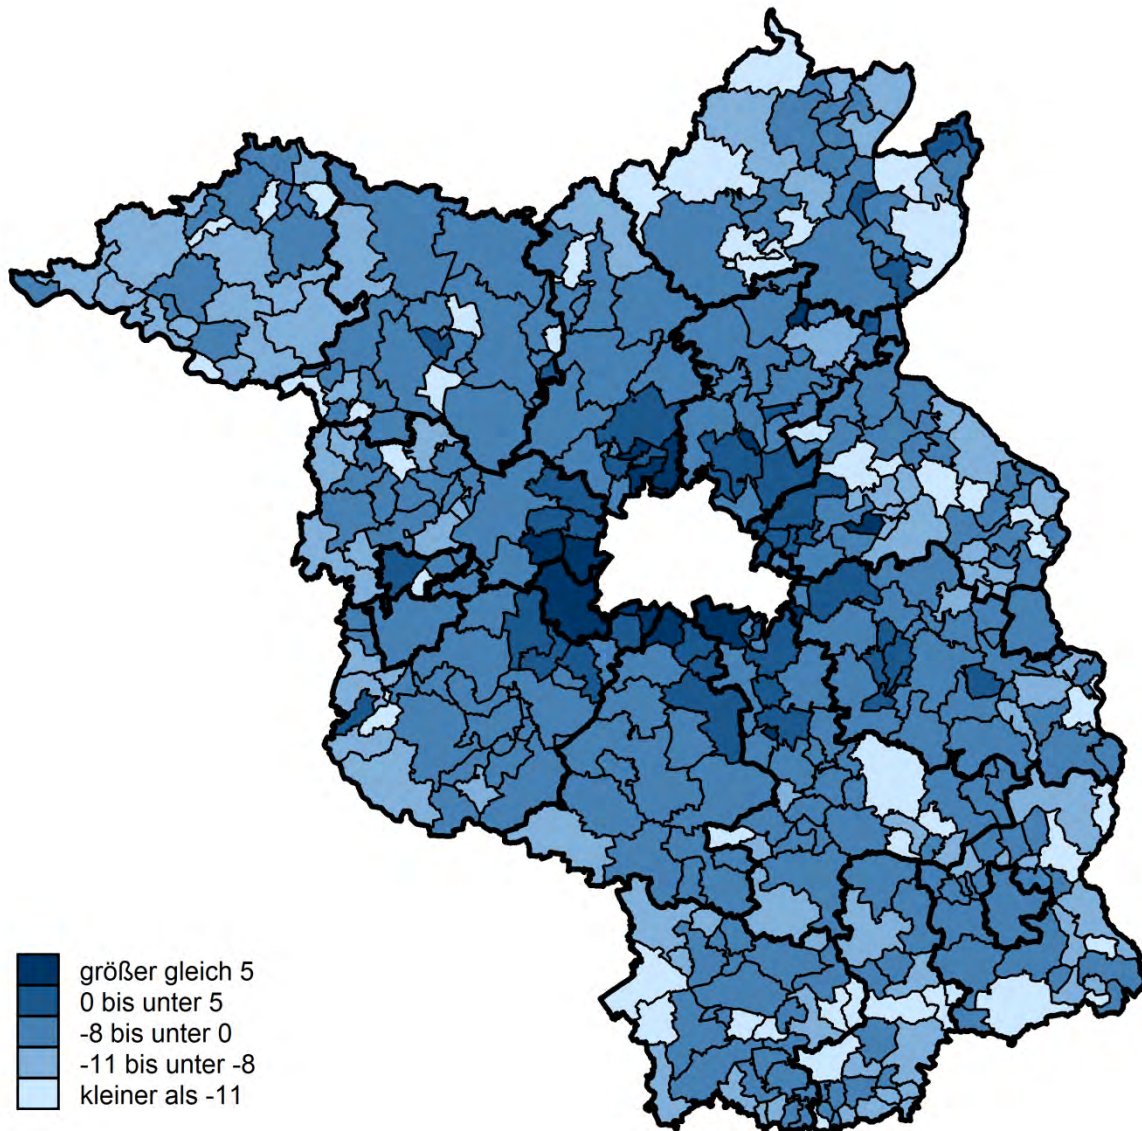 größer gleich 5
0 bis unter 5
-8 bis unter 0
-11 bis unter -8
kleiner als -11